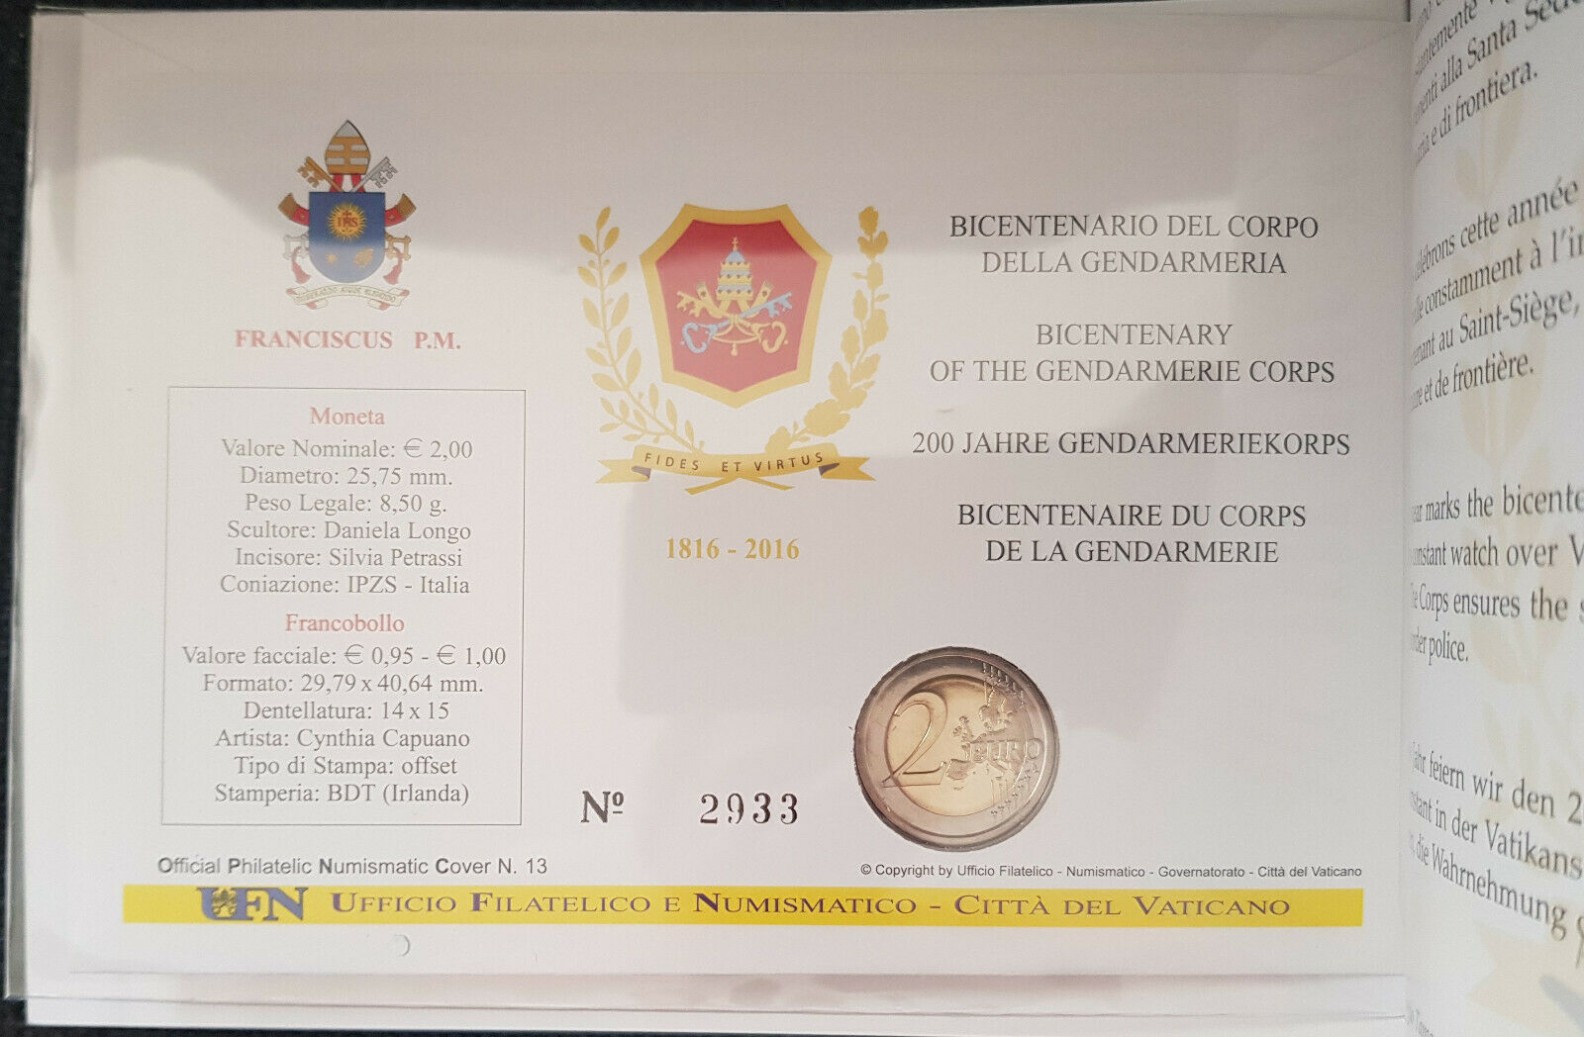 FRANCISCUS P.M.
Moneta
Valore Nominale: € 2,00
Diametro: 25,75 mm.
Peso Legale: 8,50 g.
Scultore: Daniela Longo
Incisore: Silvia Petrassi
Coniazione: IPZS - Italia
Francobollo
Valore facciale: € 0,95 - € 1,00
Formato: 29,79 x 40,64 mm.
Dentellatura: 14 x 15
Artista: Cynthia Capuano
Tipo di Stampa: offset
Stamperia: BDT (Irlanda)
Official Philatelic Numismatic Cover N. 13
FIDES ET VIRTUS
1816 - 2016
Nº 2933
BICENTENARIO DEL CORPO
DELLA GENDARMERIA
BICENTENARY
OF THE GENDARMERIE CORPS
200 JAHRE GENDARMERIEKORPS
BICENTENAIRE DU CORPS
DE LA GENDARMERIE
2 EURO
© Copyright by Ufficio Filatelico - Numismatico - Governatorato - Città del Vaticano
UFN UFFICIO FILATELICO E NUMISMATICO - CITTÀ DEL VATICANO
alla Santa Sede
e di frontiera.
cette année
constamment à l'in
au Saint-Siège,
et de frontière.
marks the bicente
watch over V
Corps ensures the s
police.
feiern wir den 2
in der Vatikans
die Wahrnehmung